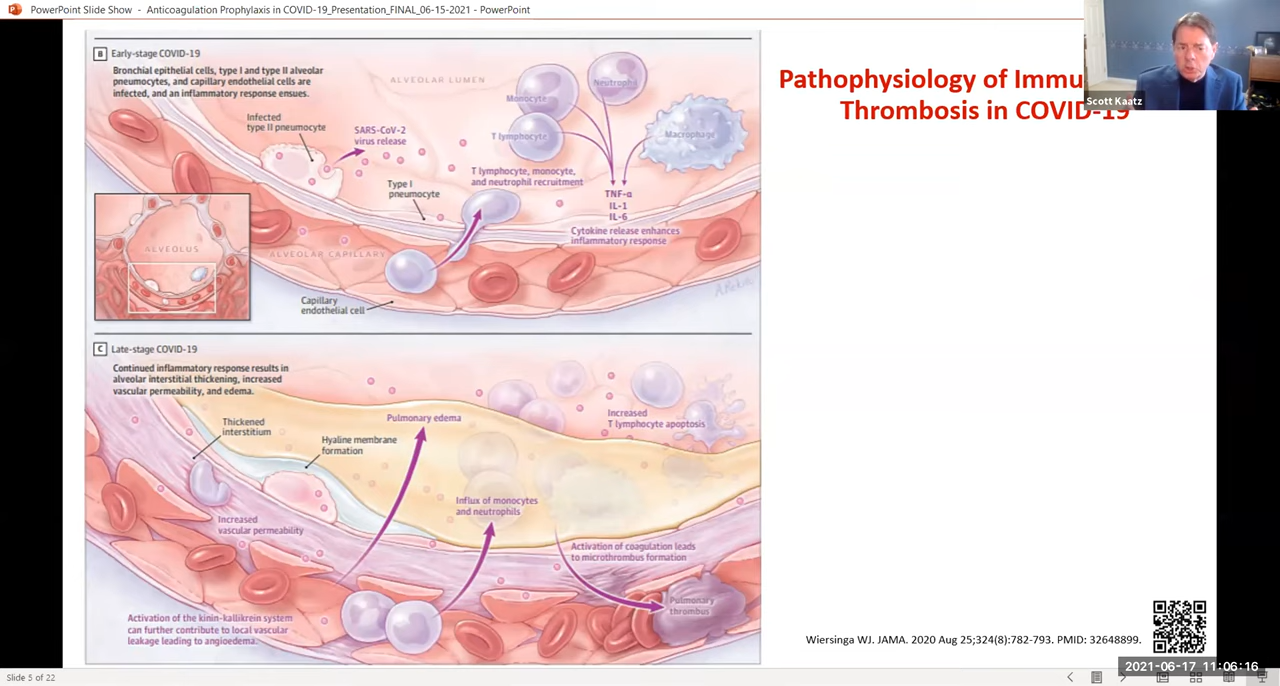 PowerPoint Slide Show - Anticoagulation Prophylaxis in COVID-19_Presentation_FINAL_06-15-2021 - PowerPoint
Scott Kaatz
Pathophysiology of Immu
Thrombosis in COVID-19
B Early-stage COVID-19
Bronchial epithelial cells, type I and type II alveolar
pneumocytes, and capillary endothelial cells are
infected, and an inflammatory response ensues.
ALVEOLAR LUMEN
Neutrophil
Monocyte
Infected
type II pneumocyte
SARS-CoV-2
virus release
T lymphocyte
Macrophage
T lymphocyte, monocyte,
and neutrophil recruitment
Type I
pneumocyte
TNF-α
IL-1
IL-6
Cytokine release enhances
inflammatory response
ALVEOLUS
ALVEOLAR CAPILLARY
Capillary
endothelial cell
C Late-stage COVID-19
Continued inflammatory response results in
alveolar interstitial thickening, increased
vascular permeability, and edema.
Thickened
interstitium
Pulmonary edema
Increased
T lymphocyte apoptosis
Hyaline membrane
formation
Influx of monocytes
and neutrophils
Increased
vascular permeability
Activation of coagulation leads
to microthrombus formation
Pulmonary
thrombus
Activation of the kinin-kallikrein system
can further contribute to local vascular
leakage leading to angioedema.
Wiersinga WJ. JAMA. 2020 Aug 25;324(8):782-793. PMID: 32648899.
2021-06-17 11:06:16
Slide 5 of 22